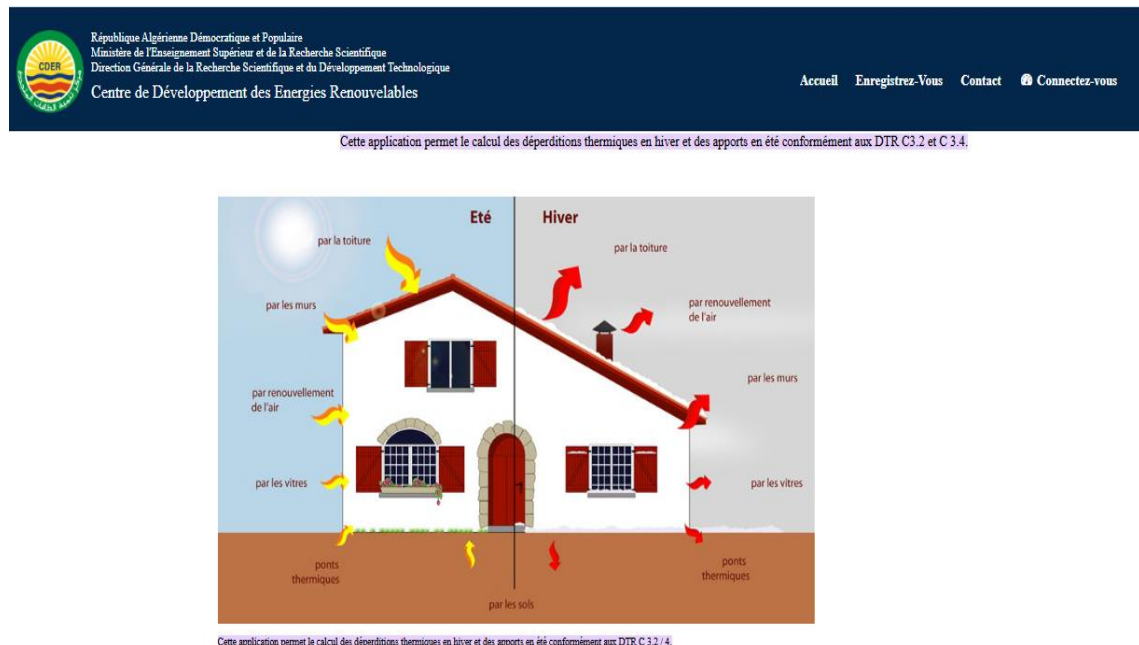 CDER
République Algérienne Démocratique et Populaire
Ministère de l'Enseignement Supérieur et de la Recherche Scientifique
Direction Générale de la Recherche Scientifique et du Développement Technologique
Centre de Développement des Energies Renouvelables
Accueil Enregistrez-Vous Contact Connectez-vous
Cette application permet le calcul des déperditions thermiques en hiver et des apports en été conformément aux DTR C3.2 et C 3.4.
Eté Hiver
par la toiture
par la toiture
par les murs
par renouvellement
de l'air
par les murs
par renouvellement
de l'air
par les vitres
par les vitres
ponts
thermiques
ponts
thermiques
par les sols
Cette application permet le calcul des déperditions thermiques en hiver et des apports en été conformément aux DTR C 3.2 / 4.